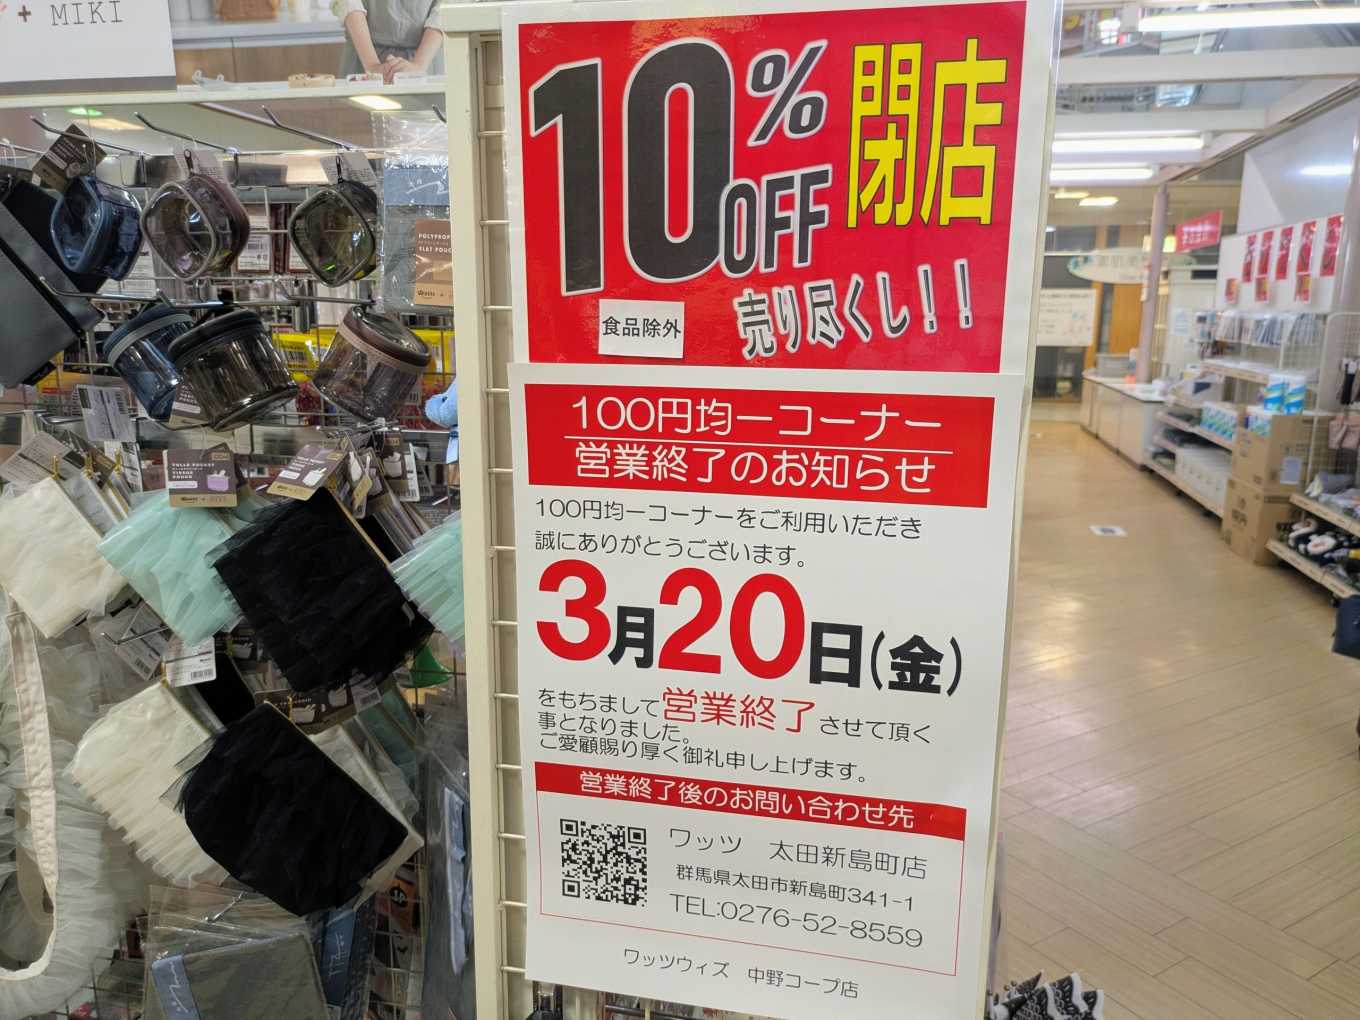 + MIKI
10%
OFF
閉店
売り尽くし!!
食品除外
100円均一コーナー
営業終了のお知らせ
100円均一コーナーをご利用いただき
誠にありがとうございます。
3月20日(金)
をもちまして営業終了させて頂く
事となりました。
ご愛顧賜り厚く御礼申し上げます。
営業終了後のお問い合わせ先
ワッツ 太田新島町店
群馬県太田市新島町341-1
TEL:0276-52-8559
ワッツウィズ 中野コープ店